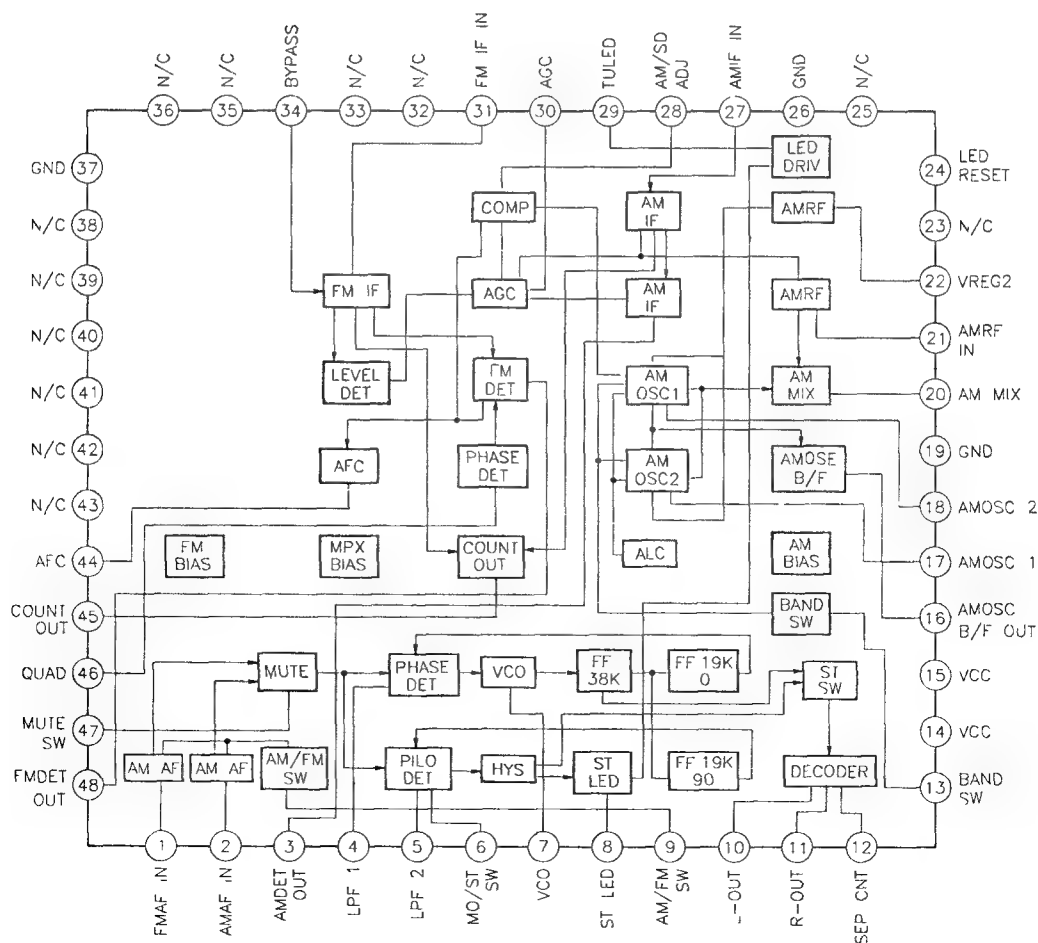 N/C
N/C
BYPASS
N/C
N/C
FM IF IN
AGC
TULED
AM/SD
ADJ
AMIF IN
GND
N/C
36
35
34
33
32
31
30
29
28
27
26
25
GND 37
N/C 38
N/C 39
N/C 40
N/C 41
N/C 42
N/C 43
AFC 44
COUNT
OUT 45
QUAD 46
MUTE
SW 47
FMDET
OUT 48
24 LED
RESET
23 N/C
22 VREG2
21 AMRF
IN
20 AM MIX
19 GND
18 AMOSC 2
17 AMOSC 1
16 AMOSC
B/F OUT
15 VCC
14 VCC
13 BAND
SW
LED
DRIV
COMP
AM
IF
AMRF
FM IF
AGC
AM
IF
AMRF
LEVEL
DET
FM
DET
AM
OSC1
AM
MIX
AFC
PHASE
DET
AM
OSC2
AMOSE
B/F
FM
BIAS
MPX
BIAS
COUNT
OUT
ALC
AM
BIAS
BAND
SW
MUTE
PHASE
DET
VCO
FF
38K
FF 19K
0
ST
SW
AM AF
AM AF
AM/FM
SW
PILO
DET
HYS
ST
LED
FF 19K
90
DECODER
1
2
3
4
5
6
7
8
9
10
11
12
FMAF IN
AMAF IN
AMDET
OUT
LPF 1
LPF 2
MO/ST
SW
VCO
ST LED
AM/FM
SW
L-OUT
R-OUT
SEP CNT